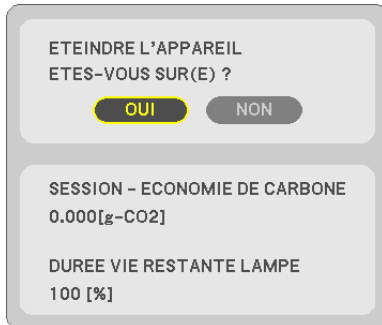 ETEINDRE L'APPAREIL
ETES-VOUS SUR(E) ?
OUI NON
SESSION - ECONOMIE DE CARBONE
0.000[g-CO2]
DUREE VIE RESTANTE LAMPE
100 [%]